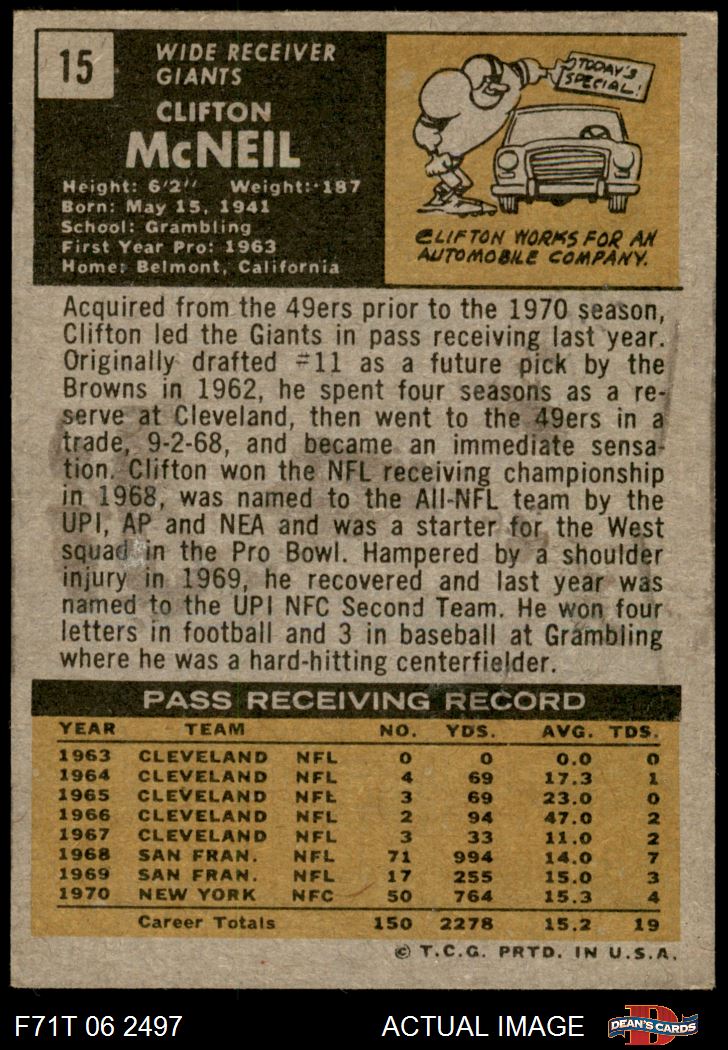 15
WIDE RECEIVER
GIANTS
CLIFTON
McNEIL
Height: 6'2" Weight: 187
Born: May 15, 1941
School: Grambling
First Year Pro: 1963
Home: Belmont, California
TODAY'S
SPECIAL!
CLIFTON WORKS FOR AN
AUTOMOBILE COMPANY.
Acquired from the 49ers prior to the 1970 season,
Clifton led the Giants in pass receiving last year.
Originally drafted #11 as a future pick by the
Browns in 1962, he spent four seasons as a re-
serve at Cleveland, then went to the 49ers in a
trade, 9-2-68, and became an immediate sensa-
tion. Clifton won the NFL receiving championship
in 1968, was named to the All-NFL team by the
UPI, AP and NEA and was a starter for the West
squad in the Pro Bowl. Hampered by a shoulder
injury in 1969, he recovered and last year was
named to the UPI NFC Second Team. He won four
letters in football and 3 in baseball at Grambling
where he was a hard-hitting centerfielder.
PASS RECEIVING RECORD
YEAR TEAM NO. YDS. AVG. TDS.
1963 CLEVELAND NFL 0 0 0.0 0
1964 CLEVELAND NFL 4 69 17.3 1
1965 CLEVELAND NFL 3 69 23.0 0
1966 CLEVELAND NFL 2 94 47.0 2
1967 CLEVELAND NFL 3 33 11.0 2
1968 SAN FRAN. NFL 71 994 14.0 7
1969 SAN FRAN. NFL 17 255 15.0 3
1970 NEW YORK NFC 50 764 15.3 4
Career Totals 150 2278 15.2 19
© T.C.G. PRTD. IN U.S.A.
F71T 06 2497 ACTUAL IMAGE D DEAN'S CARDS